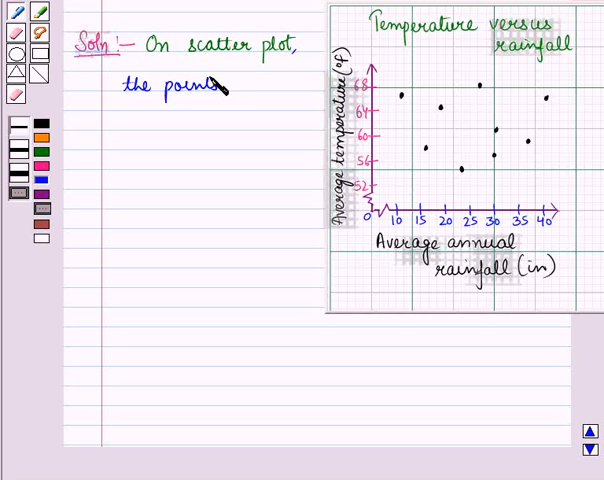 Soln:- On scatter plot,
the points
Temperature versus
rainfall
Average temperature (°f)
68
64
60
56
52
0 10 15 20 25 30 35 40
Average annual
rainfall (in)